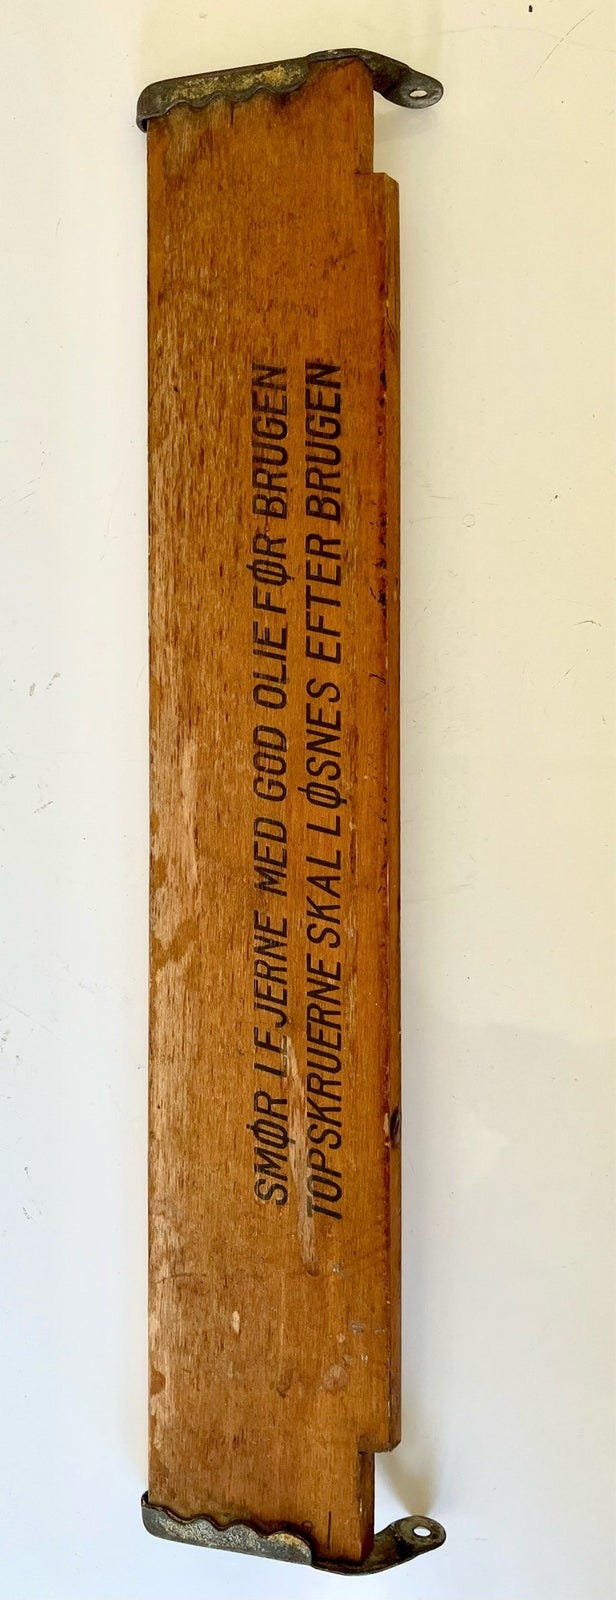 SMØR LEJERNE MED GOD OLIE FØR BRUGEN
TOPSKRUERNE SKAL LØSNES EFTER BRUGEN